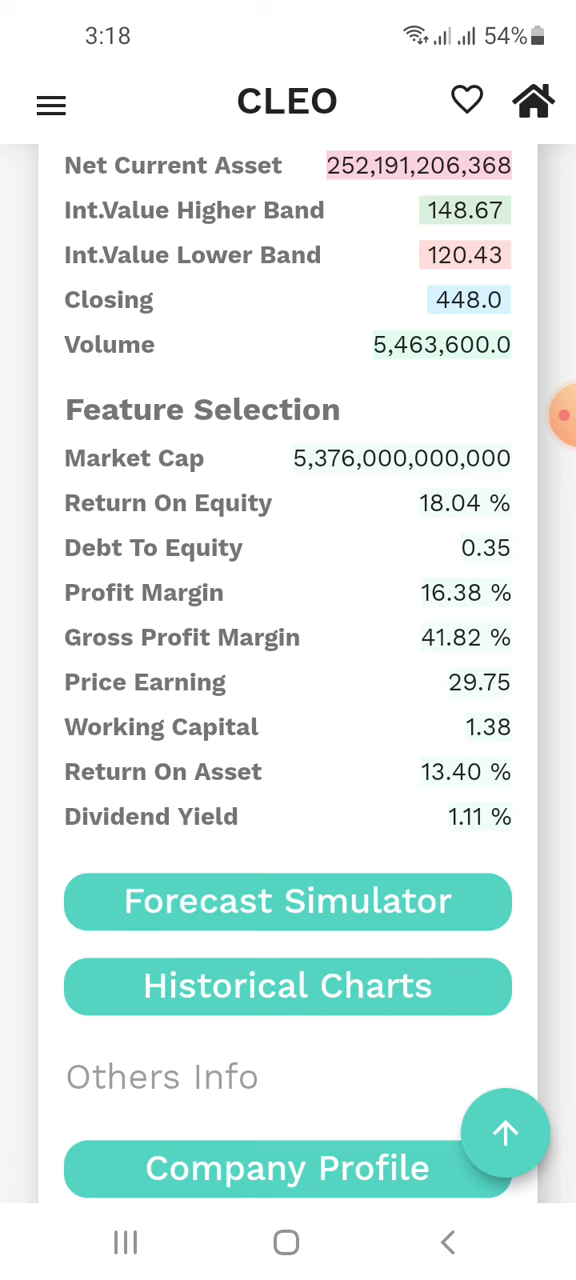 3:18 54%
CLEO
Net Current Asset 252,191,206,368
Int.Value Higher Band 148.67
Int.Value Lower Band 120.43
Closing 448.0
Volume 5,463,600.0
Feature Selection
Market Cap 5,376,000,000,000
Return On Equity 18.04 %
Debt To Equity 0.35
Profit Margin 16.38 %
Gross Profit Margin 41.82 %
Price Earning 29.75
Working Capital 1.38
Return On Asset 13.40 %
Dividend Yield 1.11 %
Forecast Simulator
Historical Charts
Others Info
Company Profile